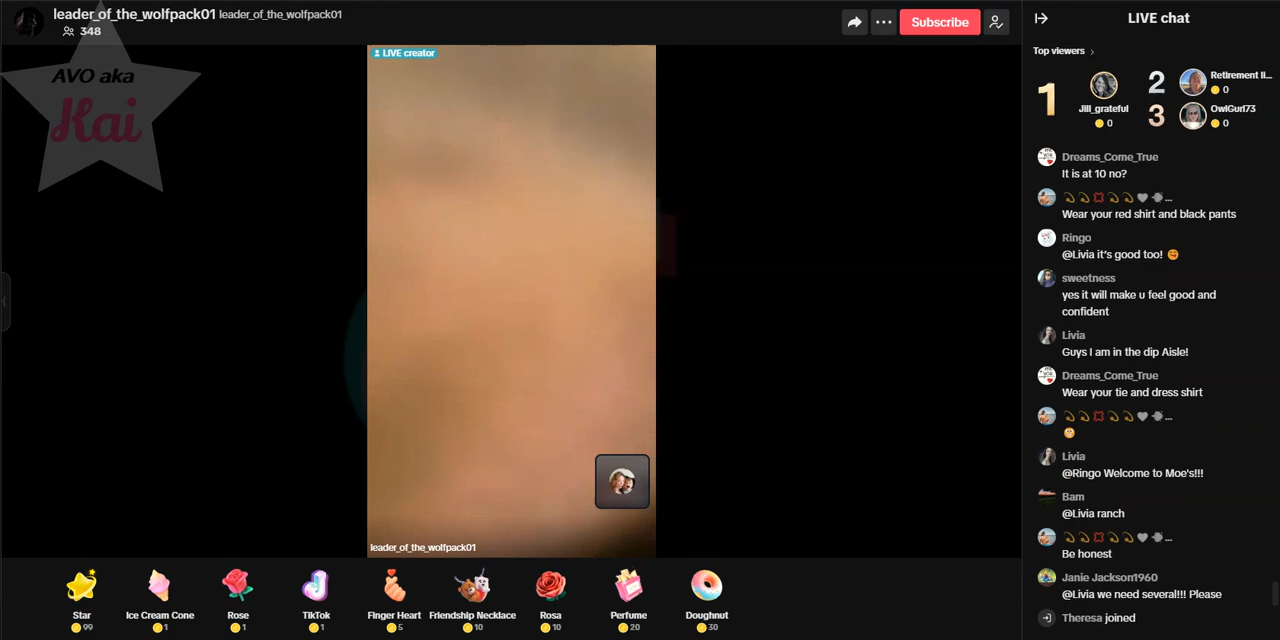 leader_of_the_wolfpack01 leader_of_the_wolfpack01
348
Subscribe
AVO aka
Kai
LIVE creator
leader_of_the_wolfpack01
Star
99
Ice Cream Cone
1
Rose
1
TikTok
1
Finger Heart
5
Friendship Necklace
10
Rosa
10
Perfume
20
Doughnut
30
LIVE chat
Top viewers
1
Jill_grateful
0
2
Retirement li...
0
3
OwlGurl73
0
Dreams_Come_True
It is at 10 no?
...
Wear your red shirt and black pants
Ringo
@Livia it's good too!
sweetness
yes it will make u feel good and
confident
Livia
Guys I am in the dip Aisle!
Dreams_Come_True
Wear your tie and dress shirt
...
Livia
@Ringo Welcome to Moe's!!!
Bam
@Livia ranch
...
Be honest
Janie Jackson1960
@Livia we need several!!! Please
Theresa joined